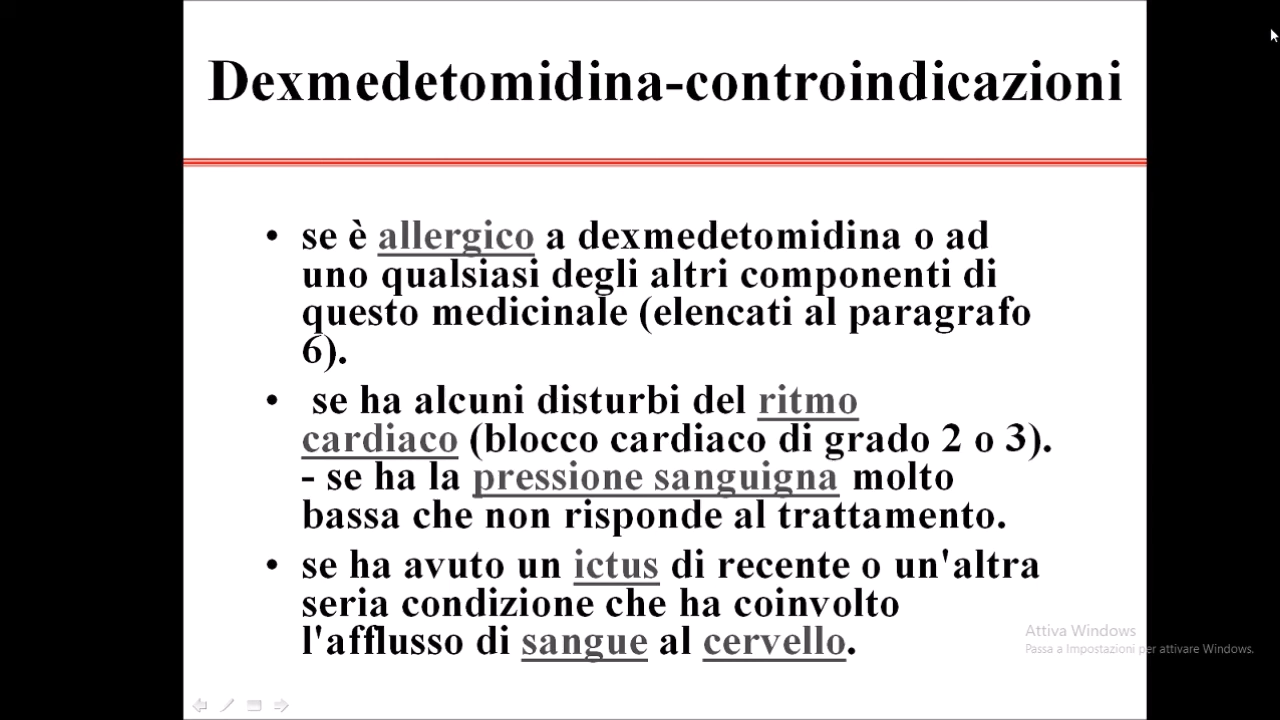 Dexmedetomidina-controindicazioni
• se è allergico a dexmedetomidina o ad
uno qualsiasi degli altri componenti di
questo medicinale (elencati al paragrafo
6).
• se ha alcuni disturbi del ritmo
cardiaco (blocco cardiaco di grado 2 o 3).
- se ha la pressione sanguigna molto
bassa che non risponde al trattamento.
• se ha avuto un ictus di recente o un'altra
seria condizione che ha coinvolto
l'afflusso di sangue al cervello.
Attiva Windows
Passa a Impostazioni per attivare Windows.